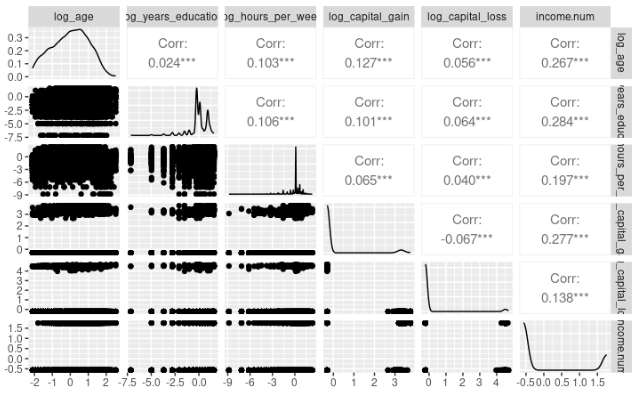 log_age
og_years_educatio
og_hours_per_wee
log_capital_gain
log_capital_loss
income.num
0.3
0.2
0.1
0.0
Corr:
0.024***
Corr:
0.103***
Corr:
0.127***
Corr:
0.056***
Corr:
0.267***
log_age
0.0
-2.5
-5.0
-7.5
Corr:
0.106***
Corr:
0.101***
Corr:
0.064***
Corr:
0.284***
years_educ
0
-3
-6
-9
Corr:
0.065***
Corr:
0.040***
Corr:
0.197***
hours_per_
3
2
1
0
Corr:
-0.067***
Corr:
0.277***
_capital_g
4
3
2
1
0
Corr:
0.138***
_capital_lo
1.5
1.0
0.5
0.0
-0.5
income.num
-2
-1
0
1
2
-7.5
-5.0
-2.5
0.0
-9
-6
-3
0
0
1
2
3
0
1
2
3
4
-0.5
0.0
0.5
1.0
1.5